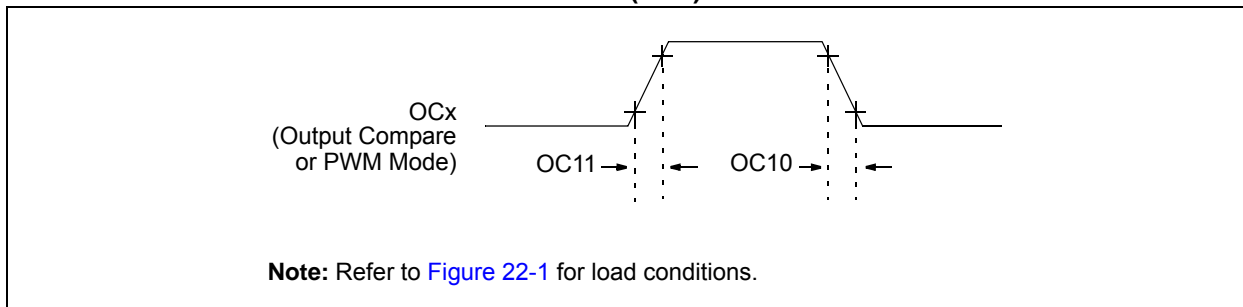 OCx
(Output Compare
or PWM Mode)
OC11
OC10
Note: Refer to Figure 22-1 for load conditions.